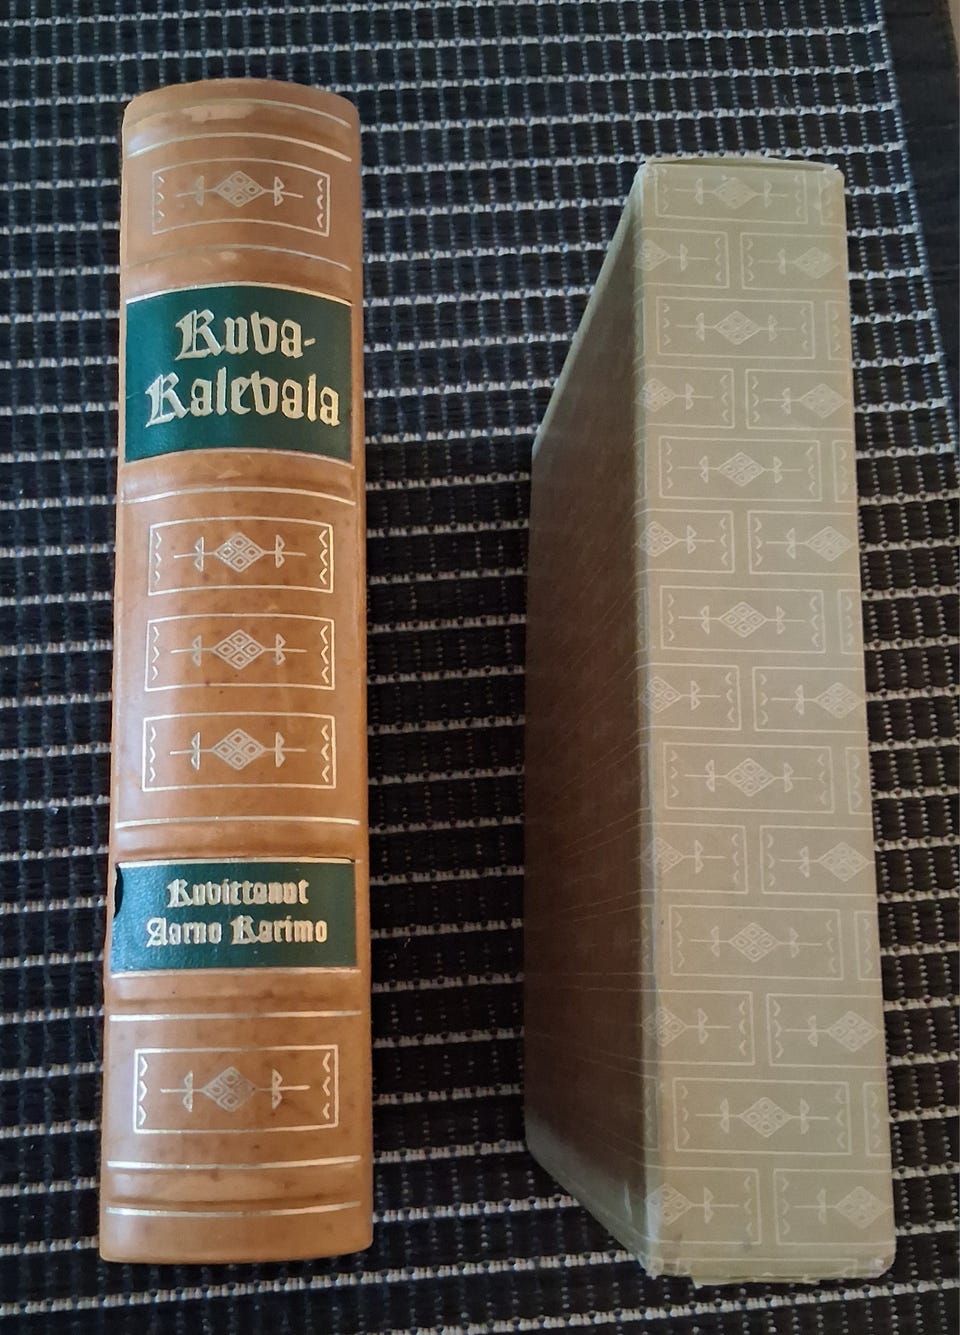 Kuva-
Kalevala
Kuvittanut
Aarno Karimo